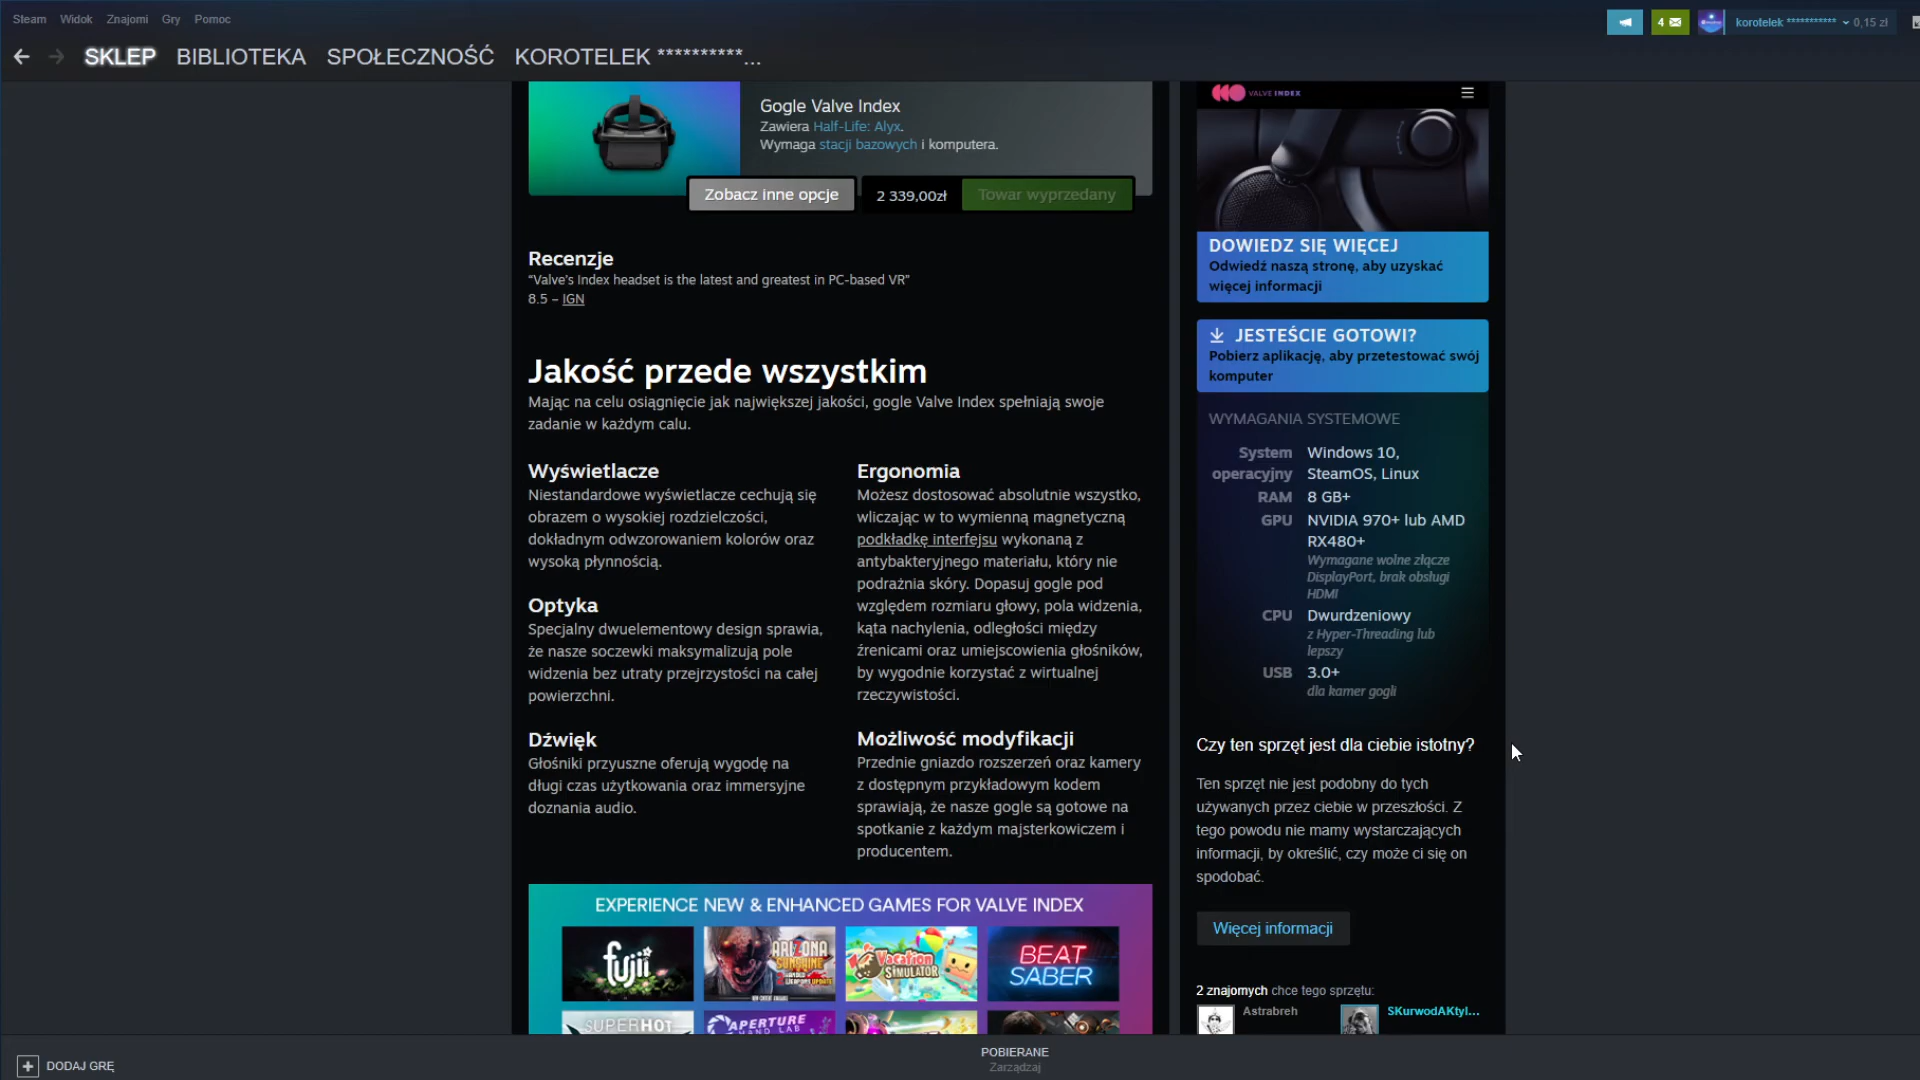 Steam Widok Znajomi Gry Pomoc
4 korotelek *********** 0,15 zł
SKLEP BIBLIOTEKA SPOŁECZNOŚĆ KOROTELEK **********...
Gogle Valve Index
Zawiera Half-Life: Alyx.
Wymaga stacji bazowych i komputera.
Zobacz inne opcje 2 339,00zł Towar wyprzedany
Recenzje
“Valve’s Index headset is the latest and greatest in PC-based VR”
8.5 – IGN
Jakość przede wszystkim
Mając na celu osiągnięcie jak największej jakości, gogle Valve Index spełniają swoje
zadanie w każdym calu.
Wyświetlacze
Niestandardowe wyświetlacze cechują się
obrazem o wysokiej rozdzielczości,
dokładnym odwzorowaniem kolorów oraz
wysoką płynnością.
Optyka
Specjalny dwuelementowy design sprawia,
że nasze soczewki maksymalizują pole
widzenia bez utraty przejrzystości na całej
powierzchni.
Dźwięk
Głośniki przyuszne oferują wygodę na
długi czas użytkowania oraz immersyjne
doznania audio.
Ergonomia
Możesz dostosować absolutnie wszystko,
wliczając w to wymienną magnetyczną
podkładkę interfejsu wykonaną z
antybakteryjnego materiału, który nie
podrażnia skóry. Dopasuj gogle pod
względem rozmiaru głowy, pola widzenia,
kąta nachylenia, odległości między
źrenicami oraz umiejscowienia głośników,
by wygodnie korzystać z wirtualnej
rzeczywistości.
Możliwość modyfikacji
Przednie gniazdo rozszerzeń oraz kamery
z dostępnym przykładowym kodem
sprawiają, że nasze gogle są gotowe na
spotkanie z każdym majsterkowiczem i
producentem.
EXPERIENCE NEW & ENHANCED GAMES FOR VALVE INDEX
fujii
ARIZONA
SUNSHINE
Vacation
SIMULATOR
BEAT
SABER
SUPERHOT
APERTURE
HAND LAB
VALVE INDEX
DOWIEDZ SIĘ WIĘCEJ
Odwiedź naszą stronę, aby uzyskać
więcej informacji
JESTEŚCIE GOTOWI?
Pobierz aplikację, aby przetestować swój
komputer
WYMAGANIA SYSTEMOWE
System Windows 10,
operacyjny SteamOS, Linux
RAM 8 GB+
GPU NVIDIA 970+ lub AMD
RX480+
Wymagane wolne złącze
DisplayPort, brak obsługi
HDMI
CPU Dwurdzeniowy
z Hyper-Threading lub
lepszy
USB 3.0+
dla kamer gogli
Czy ten sprzęt jest dla ciebie istotny?
Ten sprzęt nie jest podobny do tych
używanych przez ciebie w przeszłości. Z
tego powodu nie mamy wystarczających
informacji, by określić, czy może ci się on
spodobać.
Więcej informacji
2 znajomych chce tego sprzętu:
Astrabreh SKurwodAKtyl...
DODAJ GRĘ
POBIERANE
Zarządzaj